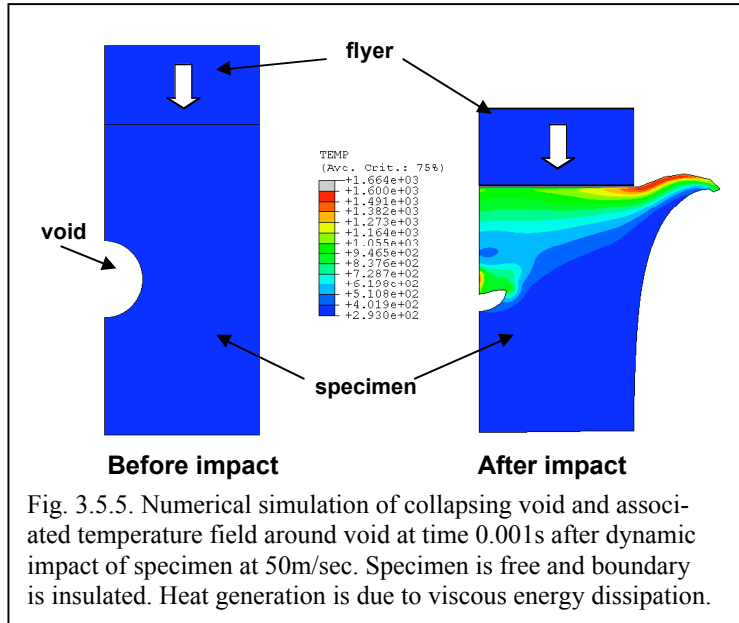 flyer
void
TEMP
(Ave. Crit.: 75%)
+1.664e+03
+1.600e+03
+1.491e+03
+1.382e+03
+1.273e+03
+1.164e+03
+1.055e+03
+9.465e+02
+8.376e+02
+7.287e+02
+6.198e+02
+5.108e+02
+4.019e+02
+2.930e+02
specimen
Before impact
After impact
Fig. 3.5.5. Numerical simulation of collapsing void and associ-
ated temperature field around void at time 0.001s after dynamic
impact of specimen at 50m/sec. Specimen is free and boundary
is insulated. Heat generation is due to viscous energy dissipation.